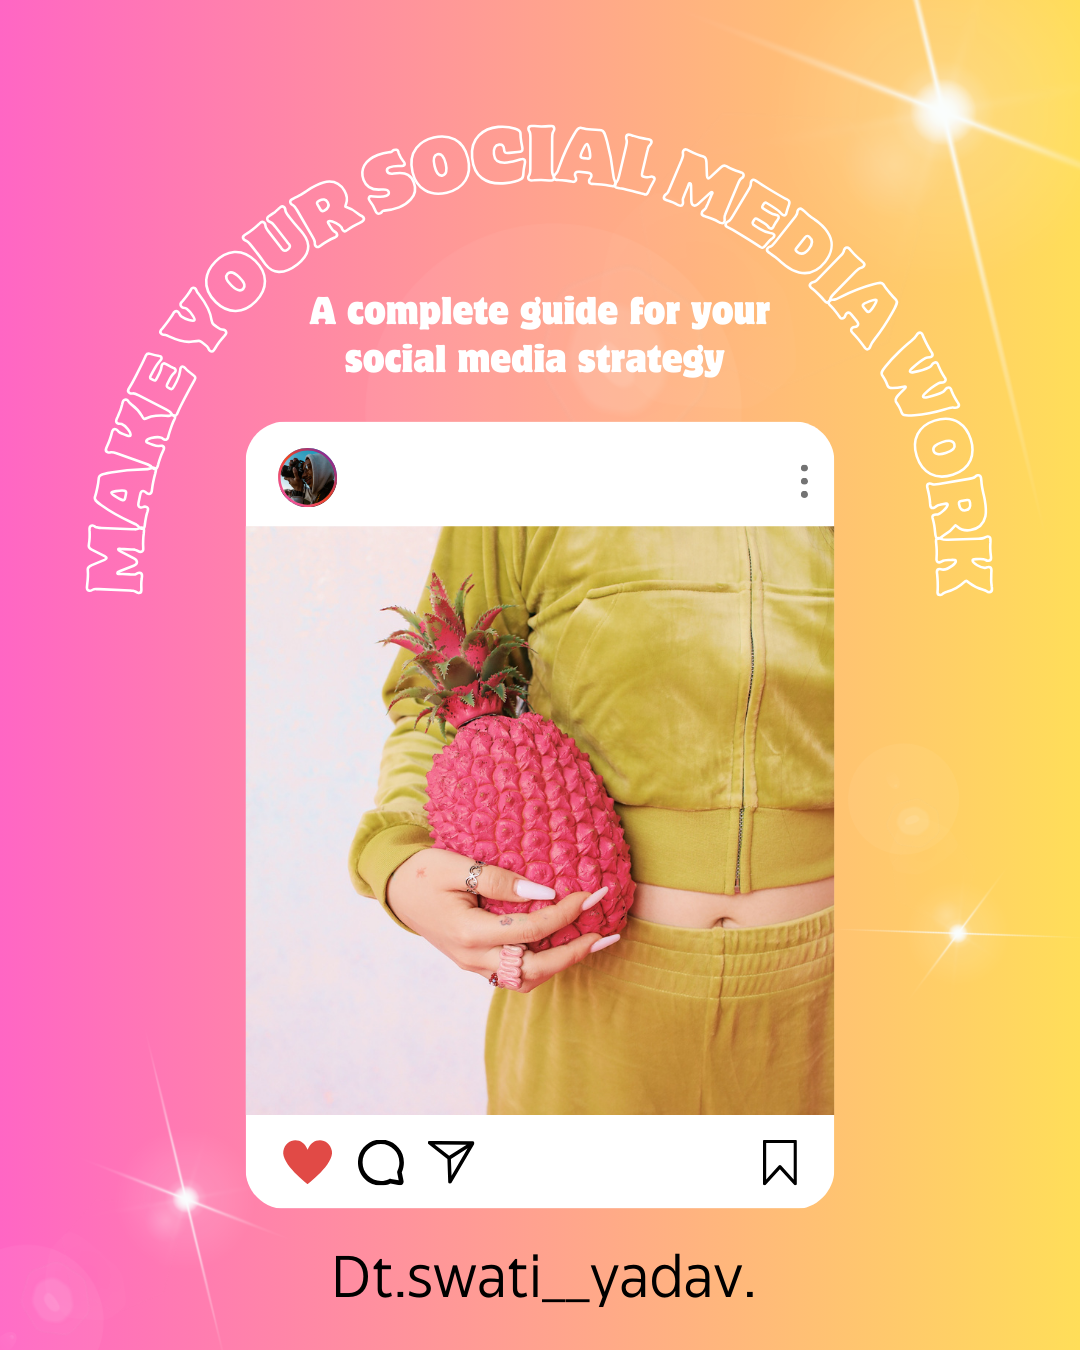 MAKE YOUR SOCIAL MEDIA WORK
A complete guide for your
social media strategy
Dt.swati__yadav.